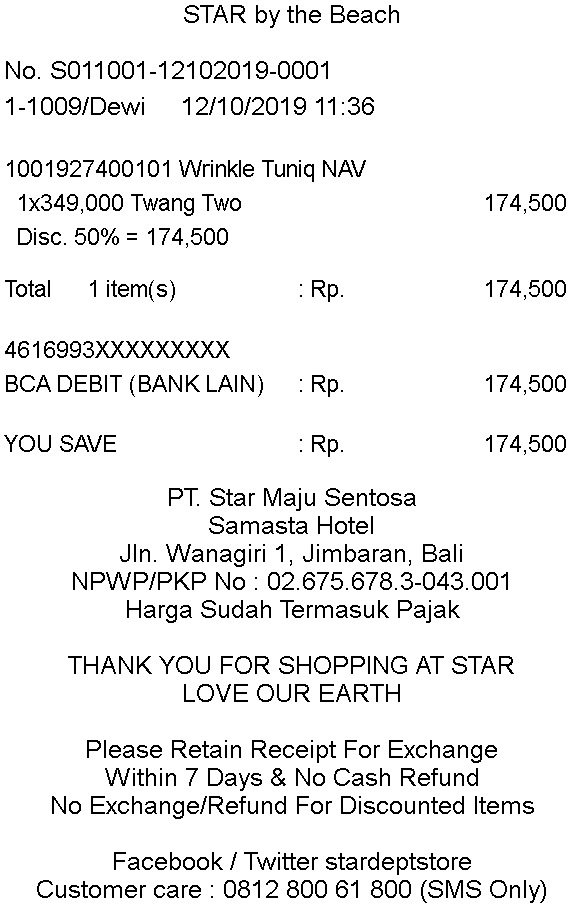 STAR by the Beach
No. S011001-12102019-0001
1-1009/Dewi 12/10/2019 11:36
1001927400101 Wrinkle Tuniq NAV
1x349,000 Twang Two 174,500
Disc. 50% = 174,500
Total 1 item(s) : Rp. 174,500
4616993XXXXXXXXX
BCA DEBIT (BANK LAIN) : Rp. 174,500
YOU SAVE : Rp. 174,500
PT. Star Maju Sentosa
Samasta Hotel
Jln. Wanagiri 1, Jimbaran, Bali
NPWP/PKP No : 02.675.678.3-043.001
Harga Sudah Termasuk Pajak
THANK YOU FOR SHOPPING AT STAR
LOVE OUR EARTH
Please Retain Receipt For Exchange
Within 7 Days & No Cash Refund
No Exchange/Refund For Discounted Items
Facebook / Twitter stardeptstore
Customer care : 0812 800 61 800 (SMS Only)